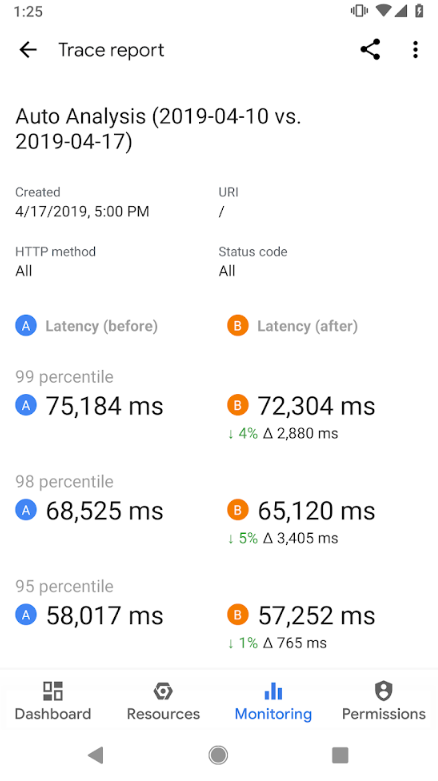 1:25
Trace report
Auto Analysis (2019-04-10 vs.
2019-04-17)
Created
URI
4/17/2019, 5:00 PM
/
HTTP method
Status code
All
All
A Latency (before)
B Latency (after)
99 percentile
A 75,184 ms
B 72,304 ms
↓ 4% Δ 2,880 ms
98 percentile
A 68,525 ms
B 65,120 ms
↓ 5% Δ 3,405 ms
95 percentile
A 58,017 ms
B 57,252 ms
↓ 1% Δ 765 ms
Dashboard
Resources
Monitoring
Permissions